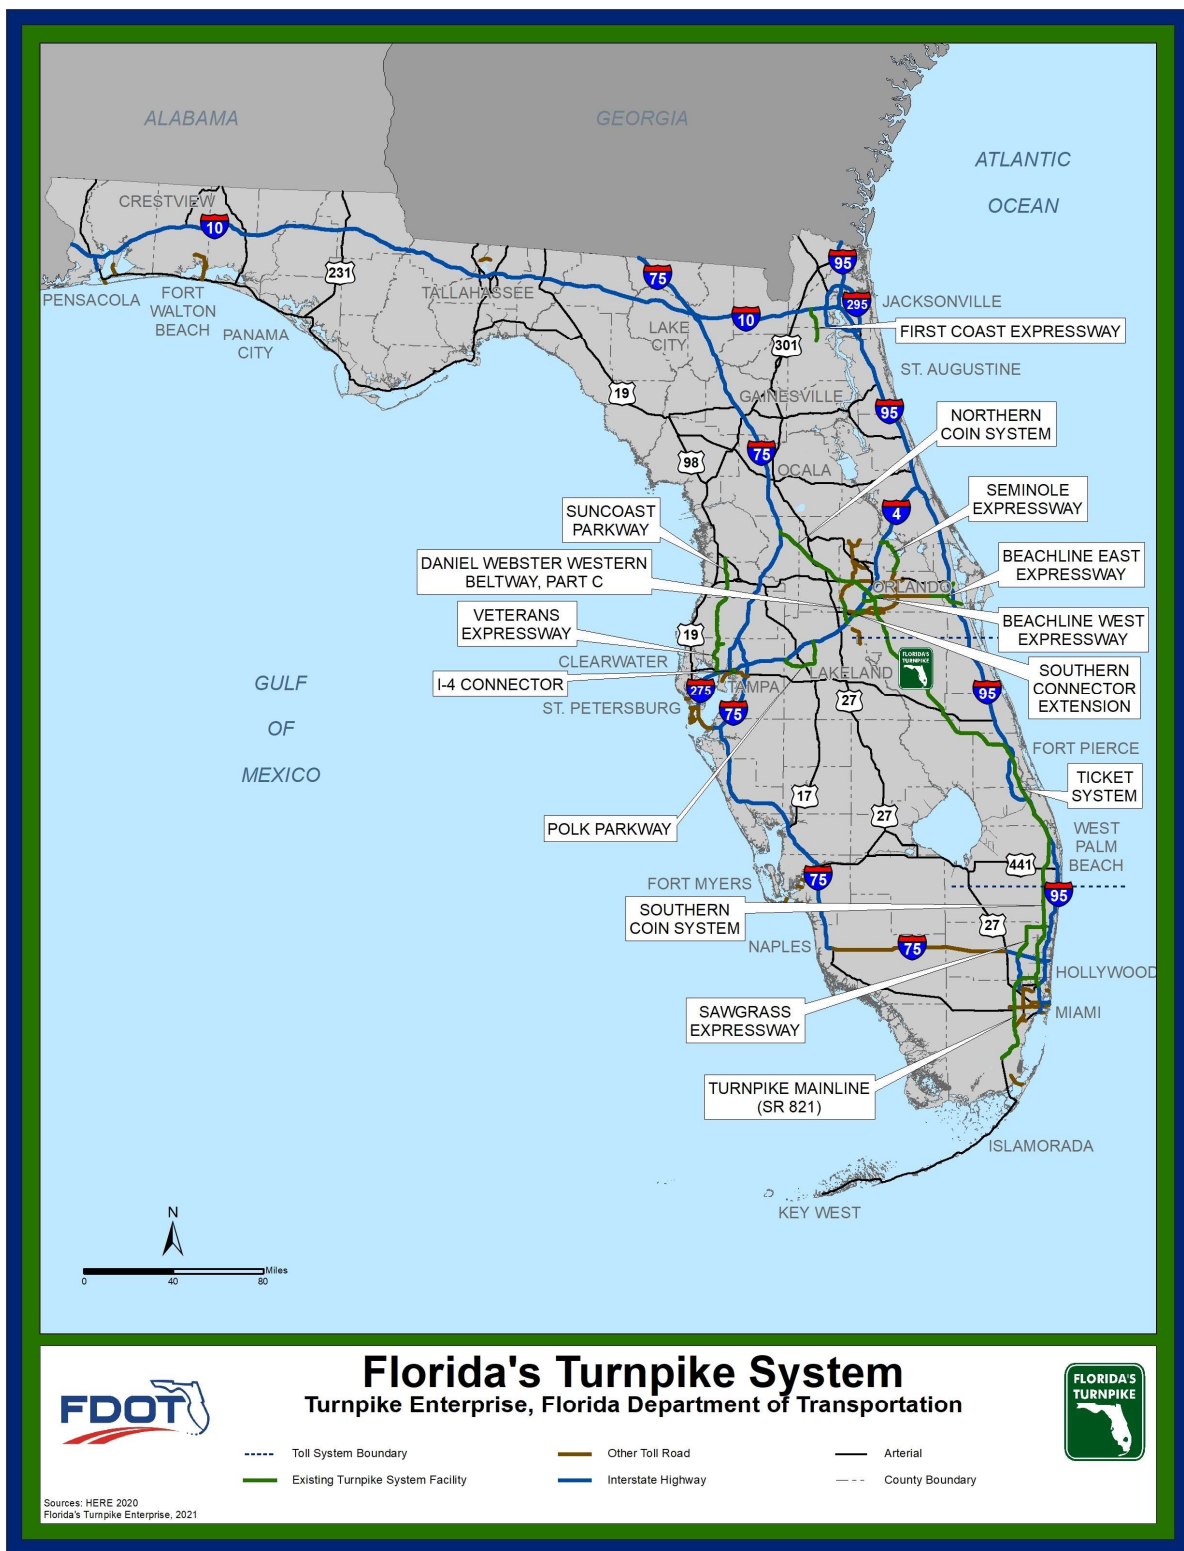 ALABAMA
GEORGIA
ATLANTIC
OCEAN
CRESTVIEW
10
231
75
95
PENSACOLA
FORT
WALTON
BEACH
PANAMA
CITY
TALLAHASSEE
LAKE
CITY
10
295
JACKSONVILLE
FIRST COAST EXPRESSWAY
301
ST. AUGUSTINE
19
GAINESVILLE
95
NORTHERN
COIN SYSTEM
98
75
OCALA
SEMINOLE
EXPRESSWAY
4
SUNCOAST
PARKWAY
DANIEL WEBSTER WESTERN
BELTWAY, PART C
BEACHLINE EAST
EXPRESSWAY
ORLANDO
VETERANS
EXPRESSWAY
19
BEACHLINE WEST
EXPRESSWAY
CLEARWATER
FLORIDA'S
TURNPIKE
SOUTHERN
CONNECTOR
EXTENSION
I-4 CONNECTOR
275
TAMPA
LAKELAND
95
GULF
OF
MEXICO
ST. PETERSBURG
75
27
FORT PIERCE
TICKET
SYSTEM
17
27
POLK PARKWAY
WEST
PALM
BEACH
441
75
FORT MYERS
95
SOUTHERN
COIN SYSTEM
27
NAPLES
75
HOLLYWOOD
SAWGRASS
EXPRESSWAY
MIAMI
TURNPIKE MAINLINE
(SR 821)
ISLAMORADA
KEY WEST
N
Miles
0 40 80
Florida's Turnpike System
Turnpike Enterprise, Florida Department of Transportation
FDOT
FLORIDA'S
TURNPIKE
Toll System Boundary
Other Toll Road
Arterial
Existing Turnpike System Facility
Interstate Highway
County Boundary
Sources: HERE 2020
Florida's Turnpike Enterprise, 2021